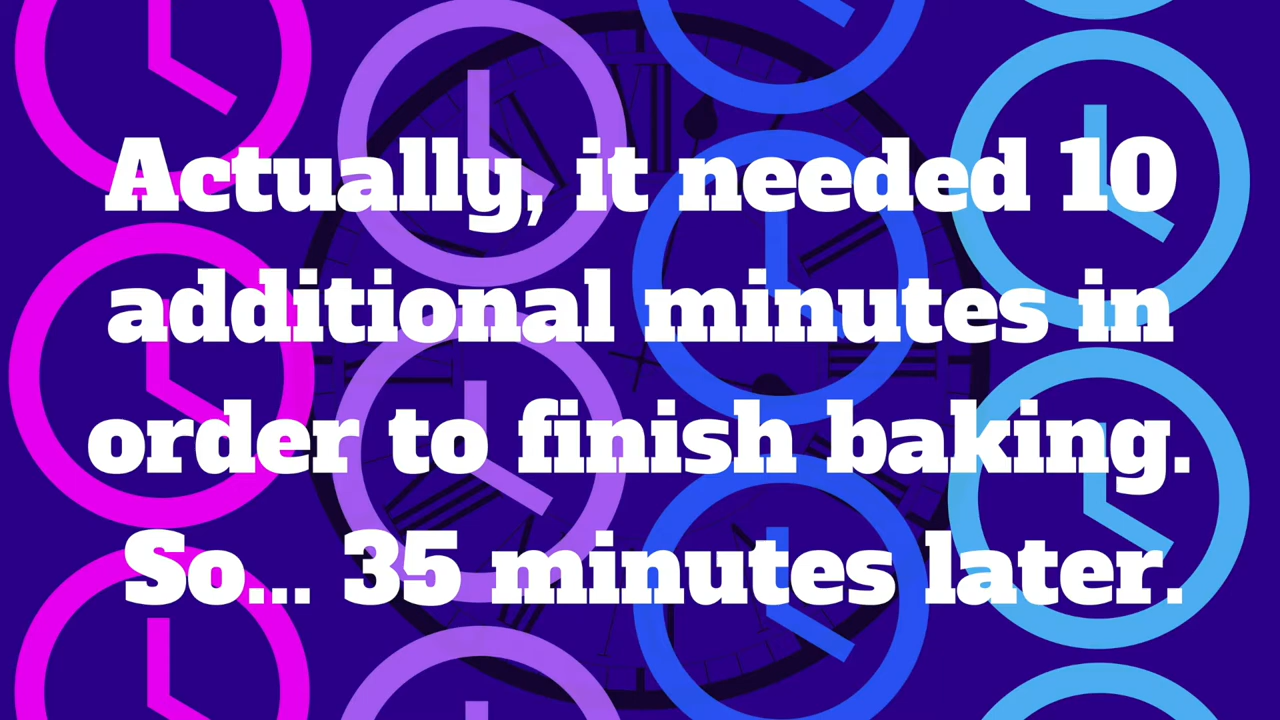 Actually, it needed 10
additional minutes in
order to finish baking.
So... 35 minutes later.